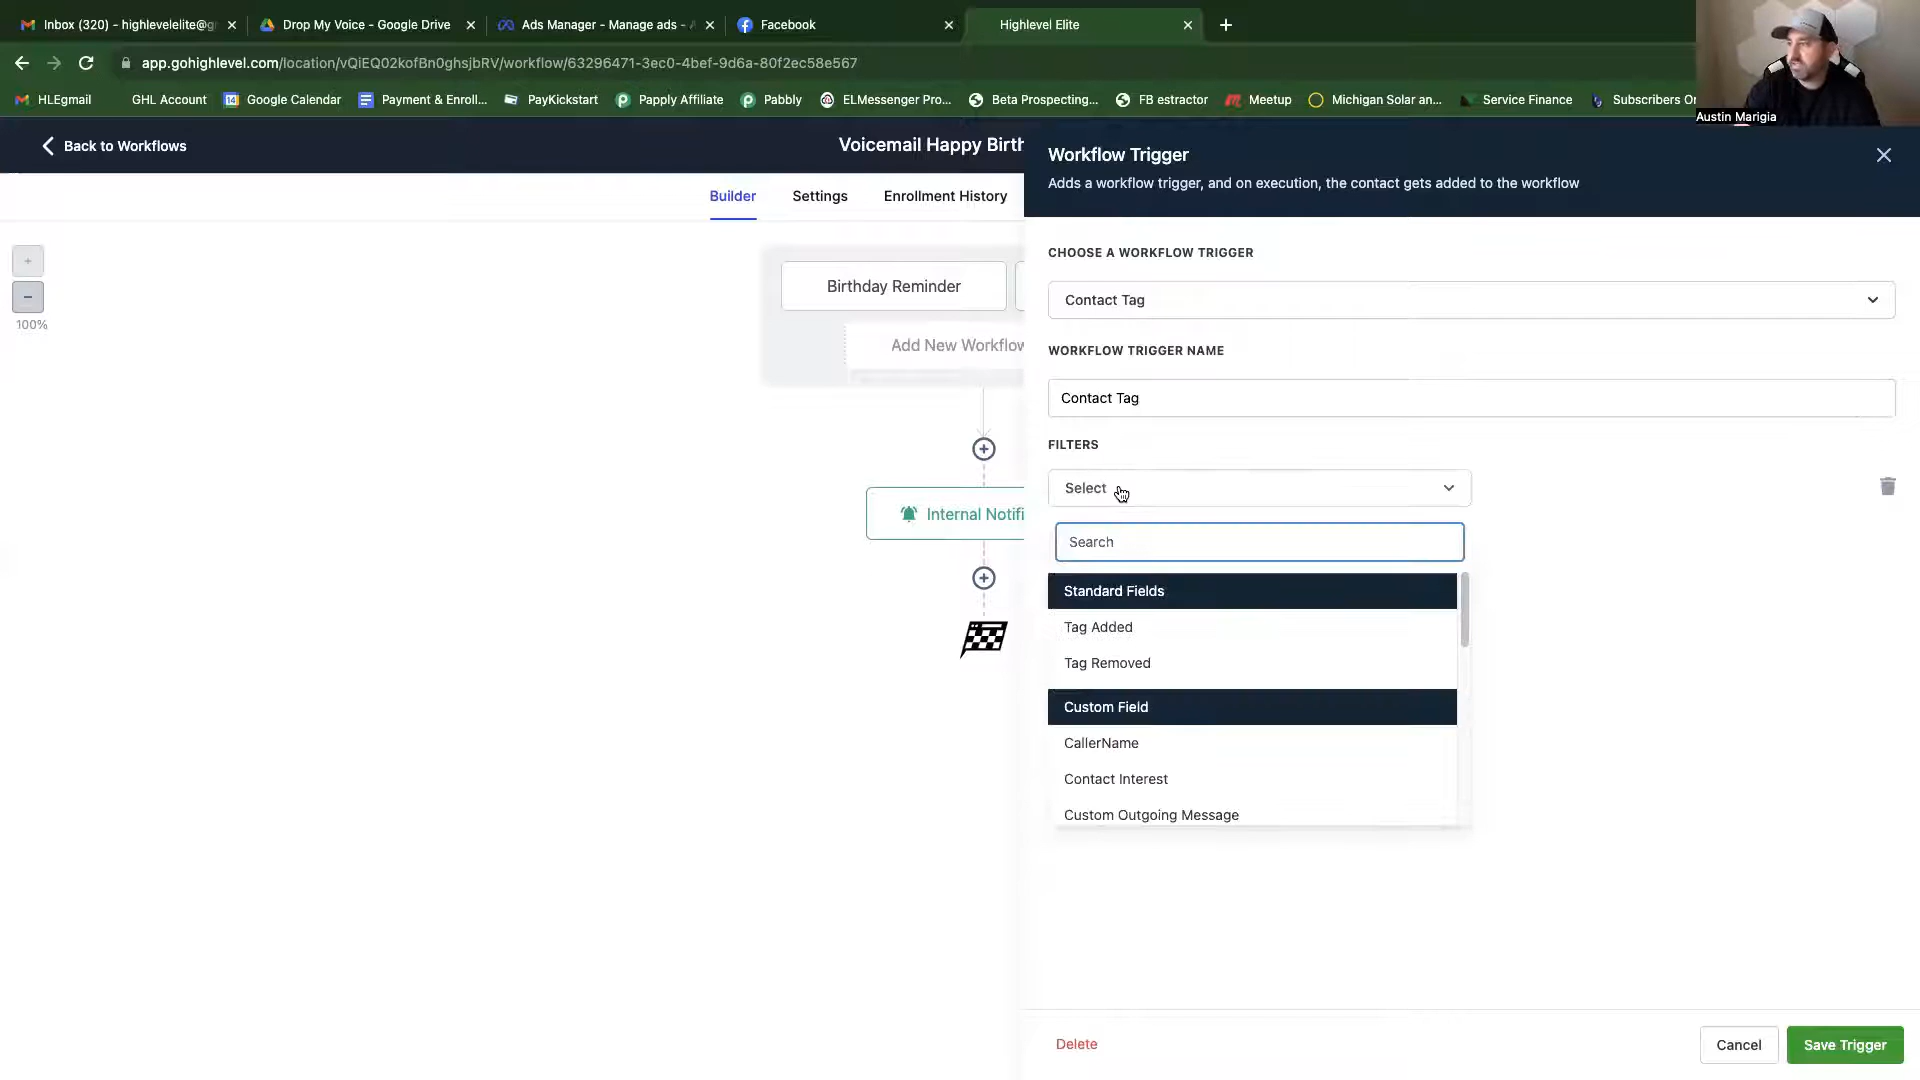 Inbox (320) - highlevelelite@g
Drop My Voice - Google Drive
Ads Manager - Manage ads -
Facebook
Highlevel Elite
app.gohighlevel.com/location/vQiEQ02kofBn0ghsjbRV/workflow/63296471-3ec0-4bef-9d6a-80f2ec58e567
HLEgmail
GHL Account
Google Calendar
Payment & Enroll...
PayKickstart
Papply Affiliate
Pabbly
ELMessenger Pro...
Beta Prospecting...
FB estractor
Meetup
Michigan Solar an...
Service Finance
Subscribers O
Austin Marigia
Back to Workflows
Voicemail Happy Birth
Builder
Settings
Enrollment History
+
-
100%
Birthday Reminder
Add New Workflow
Internal Notifi
Workflow Trigger
Adds a workflow trigger, and on execution, the contact gets added to the workflow
CHOOSE A WORKFLOW TRIGGER
Contact Tag
WORKFLOW TRIGGER NAME
Contact Tag
FILTERS
Select
Search
Standard Fields
Tag Added
Tag Removed
Custom Field
CallerName
Contact Interest
Custom Outgoing Message
Delete
Cancel
Save Trigger